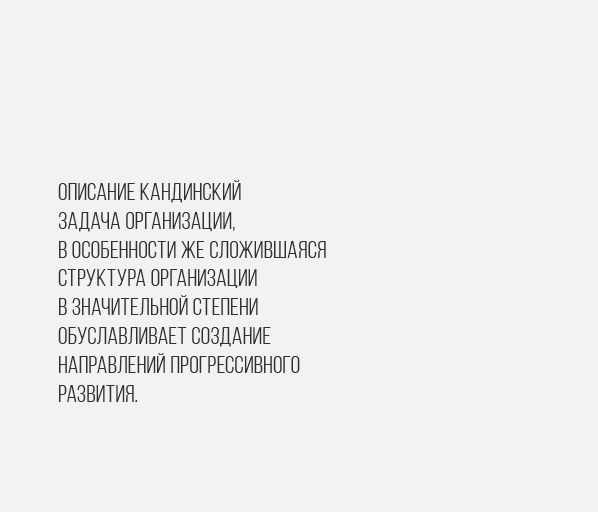 ОПИСАНИЕ КАНДИНСКИЙ
ЗАДАЧА ОРГАНИЗАЦИИ,
В ОСОБЕННОСТИ ЖЕ СЛОЖИВШАЯСЯ
СТРУКТУРА ОРГАНИЗАЦИИ
В ЗНАЧИТЕЛЬНОЙ СТЕПЕНИ
ОБУСЛАВЛИВАЕТ СОЗДАНИЕ
НАПРАВЛЕНИЙ ПРОГРЕССИВНОГО
РАЗВИТИЯ.